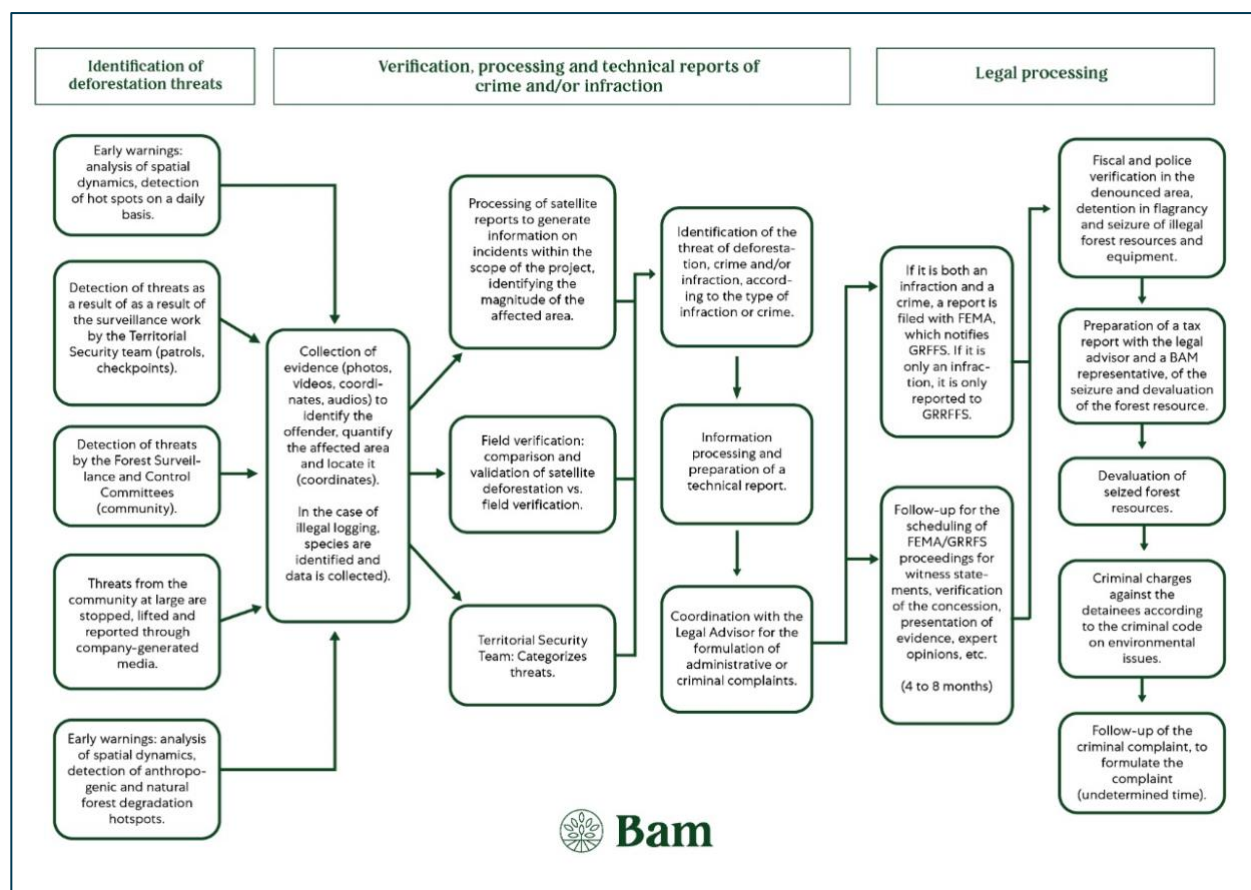 Identification of
deforestation threats
Verification, processing and technical reports of
crime and/or infraction
Legal processing
Early warnings:
analysis of spatial
dynamics, detection
of hot spots on a daily
basis.
Detection of threats as
a result of as a result of
the surveillance work
by the Territorial
Security team (patrols,
checkpoints).
Detection of threats
by the Forest Surveil-
lance and Control
Committees
(community).
Threats from the
community at large are
stopped, lifted and
reported through
company-generated
media.
Early warnings: analysis
of spatial dynamics,
detection of anthropo-
genic and natural
forest degradation
hotspots.
Collection of
evidence (photos,
videos, coordi-
nates, audios) to
identify the
offender, quantify
the affected area
and locate it
(coordinates).
In the case of
illegal logging,
species are
identified and
data is collected).
Processing of satellite
reports to generate
information on
incidents within the
scope of the project,
identifying the
magnitude of the
affected area.
Field verification:
comparison and
validation of satellite
deforestation vs.
field verification.
Territorial Security
Team: Categorizes
threats.
Identification of the
threat of deforesta-
tion, crime and/or
infraction, accord-
ing to the type of
infraction or crime.
Information
processing and
preparation of a
technical report.
Coordination with the
Legal Advisor for the
formulation of
administrative or
criminal complaints.
If it is both an
infraction and a
crime, a report is
filed with FEMA,
which notifies
GRFFS. If it is
only an infrac-
tion, it is only
reported to
GRRFFS.
Follow-up for the
scheduling of
FEMA/GRRFS
proceedings for
witness state-
ments, verification
of the concession,
presentation of
evidence, expert
opinions, etc.
(4 to 8 months)
Fiscal and police
verification in the
denounced area,
detention in flagrancy
and seizure of illegal
forest resources and
equipment.
Preparation of a tax
report with the legal
advisor and a BAM
representative, of the
seizure and devaluation
of the forest resource.
Devaluation of
seized forest
resources.
Criminal charges
against the
detainees according
to the criminal code
on environmental
issues.
Follow-up of the
criminal complaint, to
formulate the
complaint
(undetermined time).
Bam